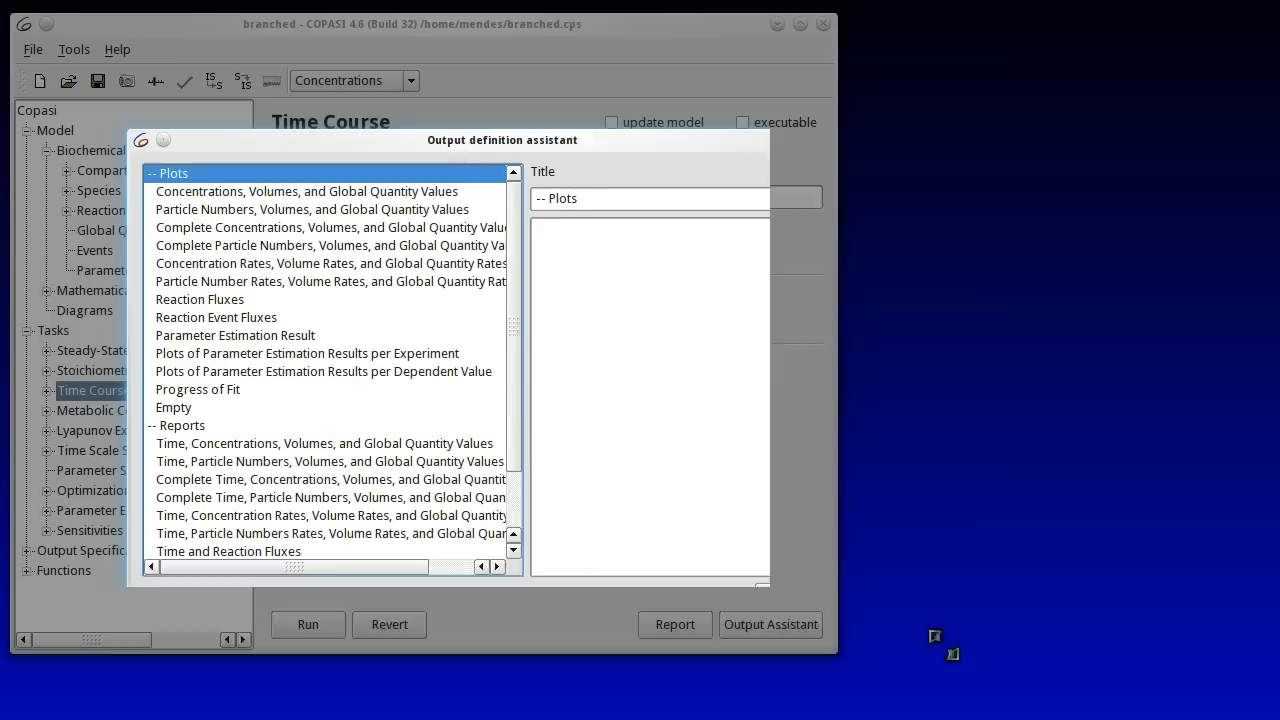 branched - COPASI 4.6 (Build 32) /home/mendes/branched.cps
File Tools Help
IS S S IS Concentrations
Copasi
Model
Biochemical
Compart
Species
Reaction
Global Q
Events
Paramet
Mathematica
Diagrams
Tasks
Steady-State
Stoichiomet
Time Course
Metabolic C
Lyapunov Ex
Time Scale S
Parameter S
Optimization
Parameter E
Sensitivities
Output Specific
Functions
Time Course
update model
executable
Output definition assistant
-- Plots
Concentrations, Volumes, and Global Quantity Values
Particle Numbers, Volumes, and Global Quantity Values
Complete Concentrations, Volumes, and Global Quantity Valu
Complete Particle Numbers, Volumes, and Global Quantity Va
Concentration Rates, Volume Rates, and Global Quantity Rates
Particle Number Rates, Volume Rates, and Global Quantity Rat
Reaction Fluxes
Reaction Event Fluxes
Parameter Estimation Result
Plots of Parameter Estimation Results per Experiment
Plots of Parameter Estimation Results per Dependent Value
Progress of Fit
Empty
-- Reports
Time, Concentrations, Volumes, and Global Quantity Values
Time, Particle Numbers, Volumes, and Global Quantity Values
Complete Time, Concentrations, Volumes, and Global Quantit
Complete Time, Particle Numbers, Volumes, and Global Quan
Time, Concentration Rates, Volume Rates, and Global Quantity
Time, Particle Numbers Rates, Volume Rates, and Global Quar
Time and Reaction Fluxes
Title
-- Plots
Run
Revert
Report
Output Assistant